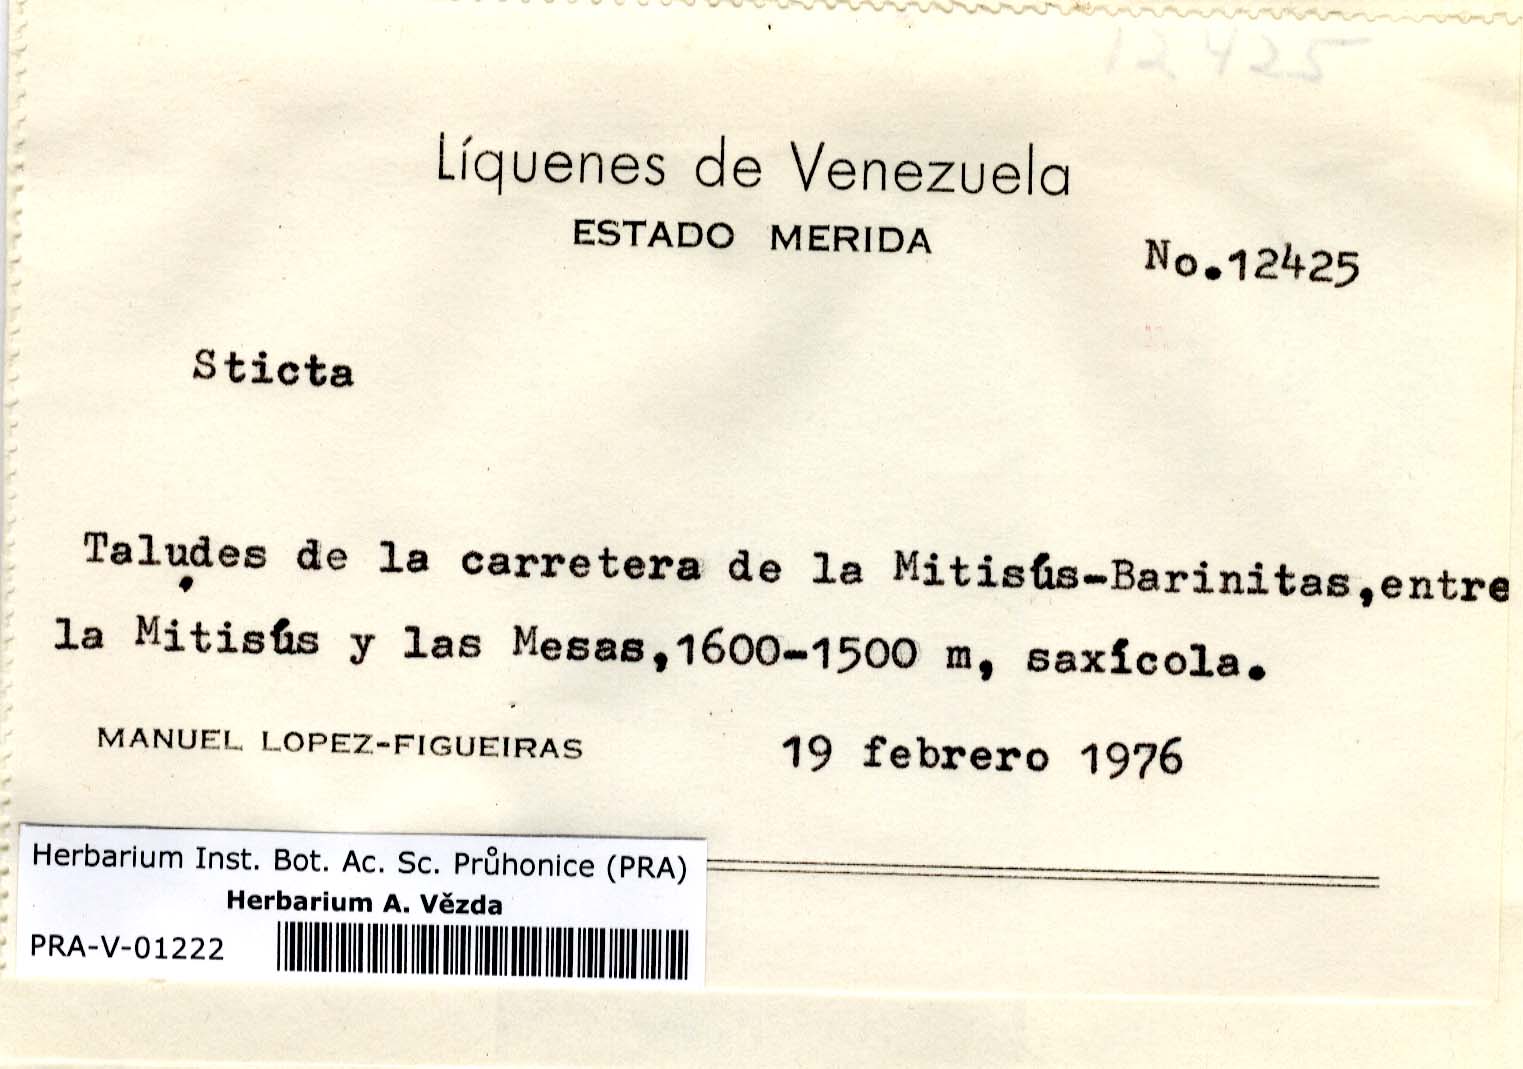 12425
Líquenes de Venezuela
ESTADO MERIDA
No.12425
Sticta
Taludes de la carretera de la Mitisús-Barinitas,entre
la Mitisús y las Mesas,1600-1500 m, saxícola.
MANUEL LOPEZ-FIGUEIRAS
19 febrero 1976
Herbarium Inst. Bot. Ac. Sc. Průhonice (PRA)
Herbarium A. Vězda
PRA-V-01222